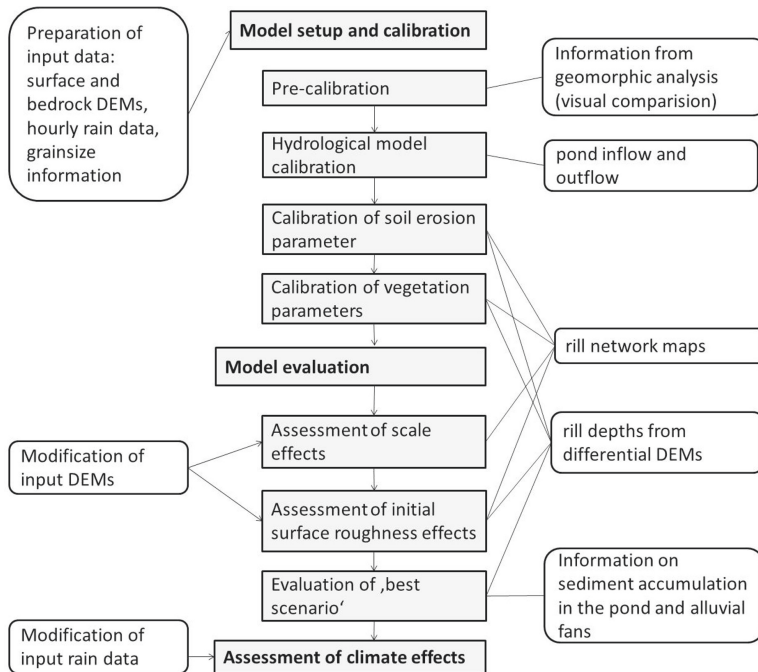 Preparation of
input data:
surface and
bedrock DEMs,
hourly rain data,
grainsize
information
Model setup and calibration
Pre-calibration
Information from
geomorphic analysis
(visual comparision)
Hydrological model
calibration
pond inflow and
outflow
Calibration of soil erosion
parameter
Calibration of vegetation
parameters
rill network maps
Model evaluation
Assessment of scale
effects
rill depths from
differential DEMs
Modification of
input DEMs
Assessment of initial
surface roughness effects
Evaluation of ‚best
scenario‘
Information on
sediment accumulation
in the pond and alluvial
fans
Modification of
input rain data
Assessment of climate effects